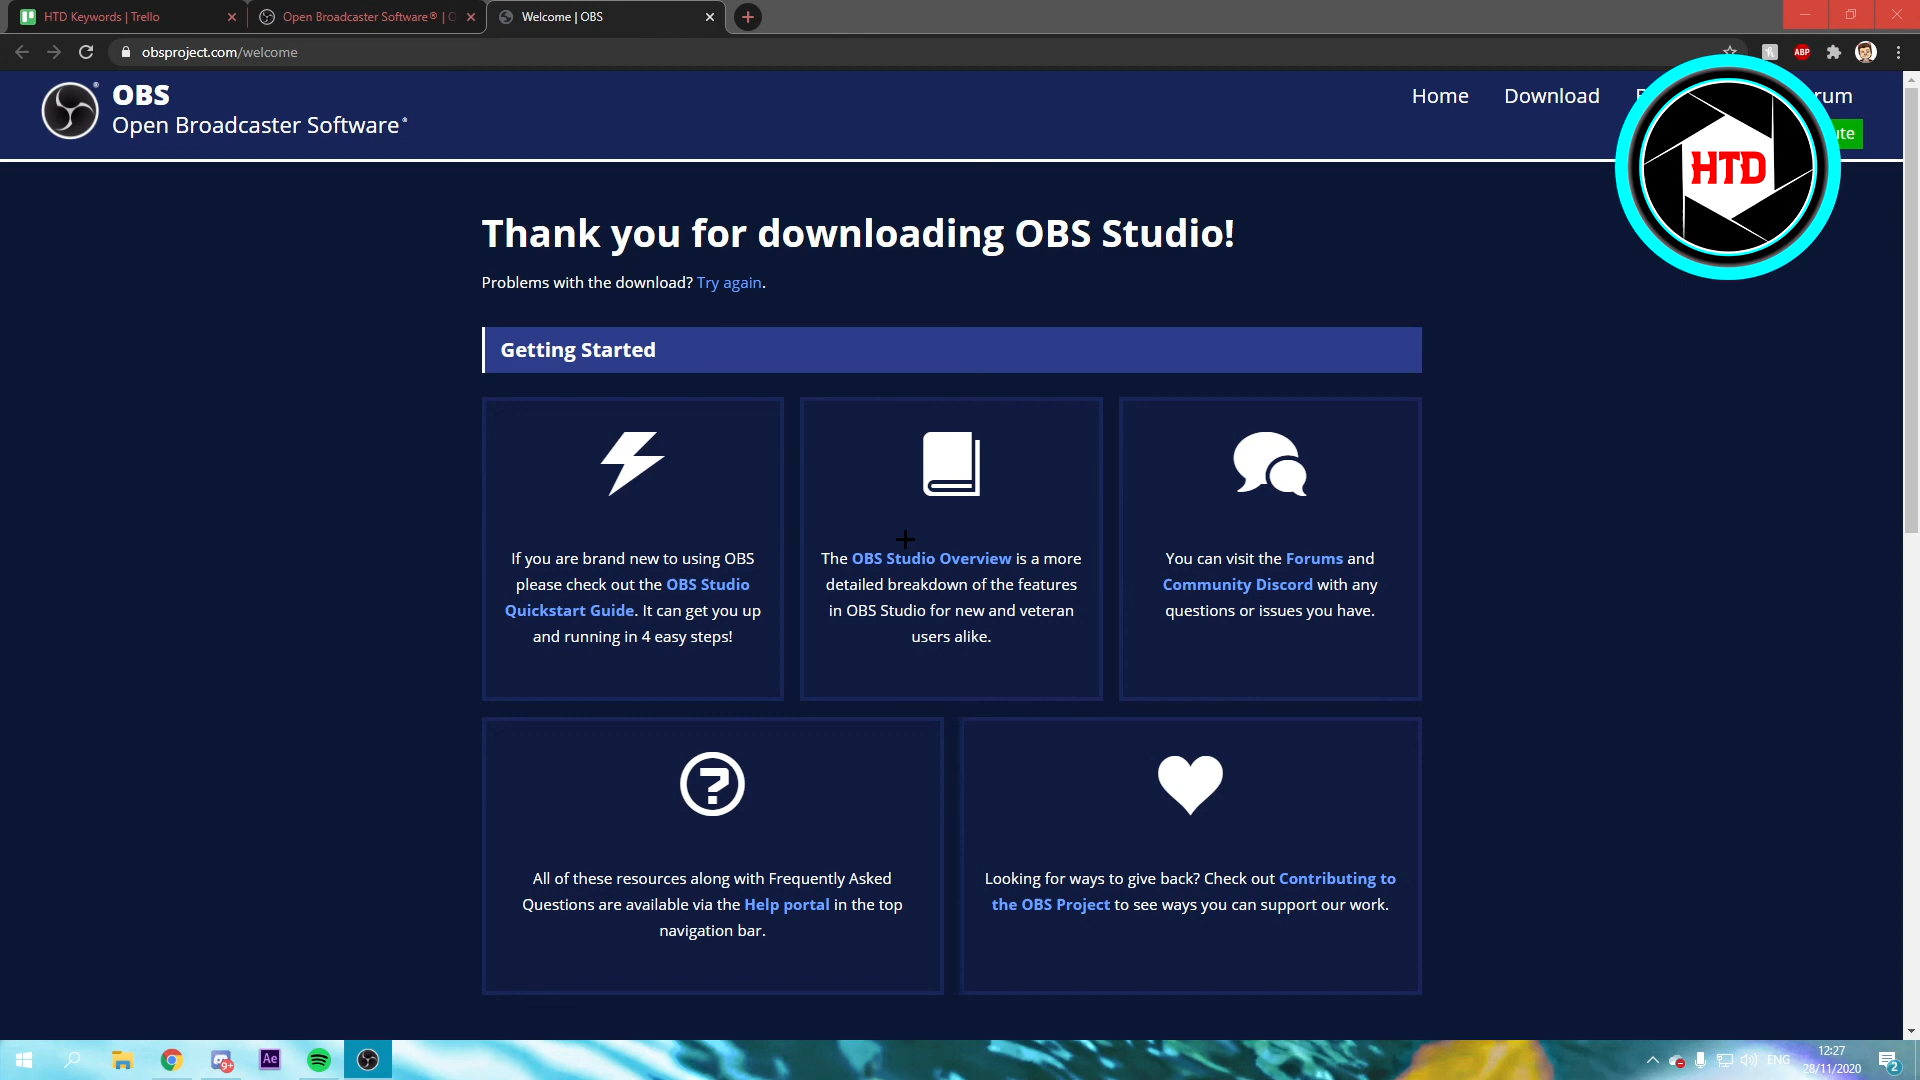 HTD Keywords | Trello
Open Broadcaster Software® | O
Welcome | OBS
obsproject.com/welcome
ABP
OBS
Open Broadcaster Software®
Home
Download
rum
HTD
Thank you for downloading OBS Studio!
Problems with the download? Try again.
Getting Started
If you are brand new to using OBS
please check out the OBS Studio
Quickstart Guide. It can get you up
and running in 4 easy steps!
The OBS Studio Overview is a more
detailed breakdown of the features
in OBS Studio for new and veteran
users alike.
You can visit the Forums and
Community Discord with any
questions or issues you have.
All of these resources along with Frequently Asked
Questions are available via the Help portal in the top
navigation bar.
Looking for ways to give back? Check out Contributing to
the OBS Project to see ways you can support our work.
9+
Ae
ENG
12:27
28/11/2020
2